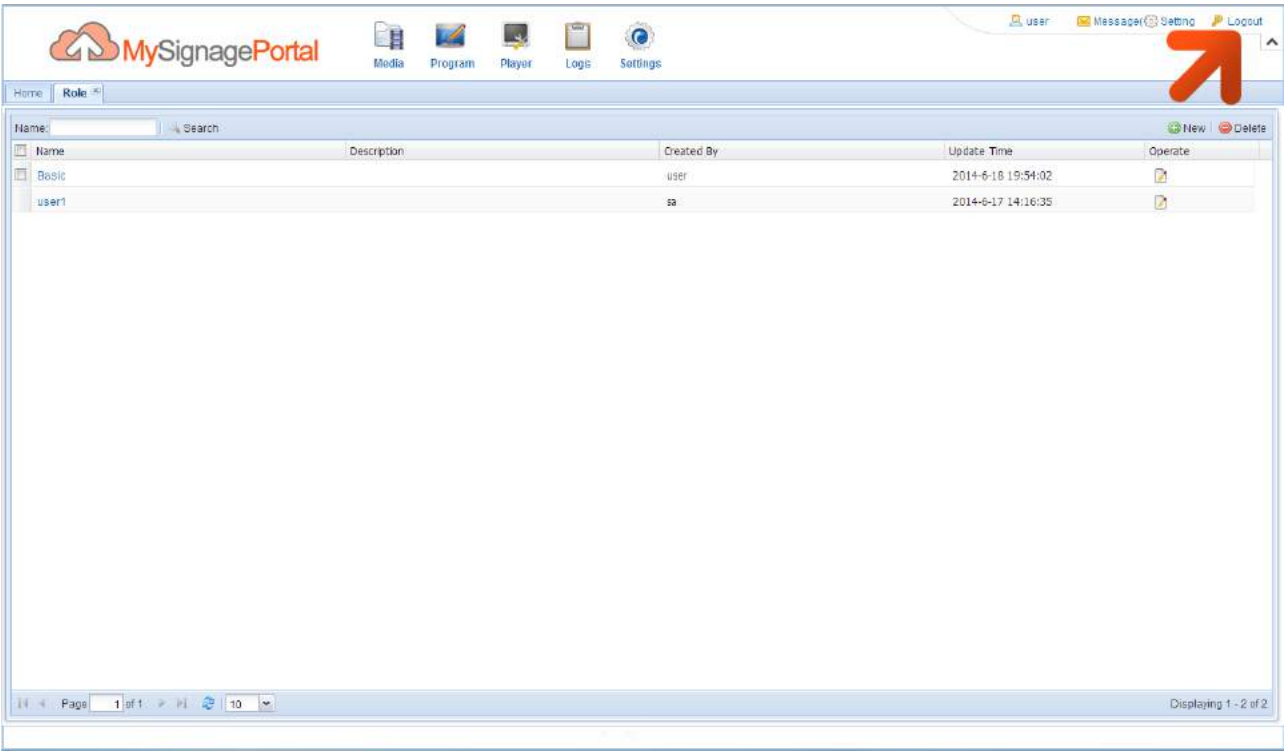 user Message( Setting Logout
MySignagePortal
Media Program Player Logs Settings
Home Role
Name: Search New Delete
Name Description Created By Update Time Operate
Basic user 2014-6-18 19:54:02
user1 sa 2014-6-17 14:16:35
Page 1 of 1 10 Displaying 1 - 2 of 2